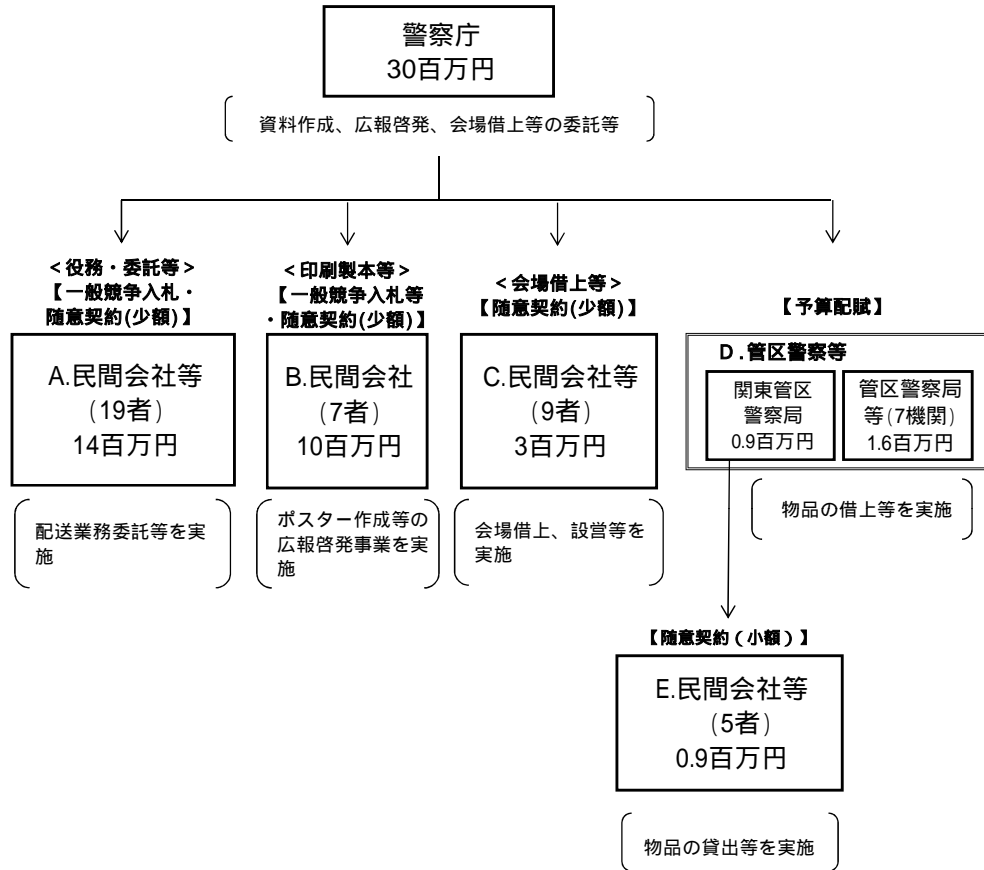 警察庁
30百万円
資料作成、広報啓発、会場借上等の委託等
＜役務・委託等＞
【一般競争入札・
随意契約(少額)】
A.民間会社等
(19者)
14百万円
配送業務委託等を実
施
＜印刷製本等＞
【一般競争入札等
・随意契約(少額)】
B.民間会社
(7者)
10百万円
ポスター作成等の
広報啓発事業を実
施
＜会場借上等＞
【随意契約(少額)】
C.民間会社等
(9者)
3百万円
会場借上、設営等を
実施
【予算配賦】
D.管区警察等
関東管区
警察局
0.9百万円
管区警察局
等(7機関)
1.6百万円
物品の借上等を実施
【随意契約(小額)】
E.民間会社等
(5者)
0.9百万円
物品の貸出等を実施